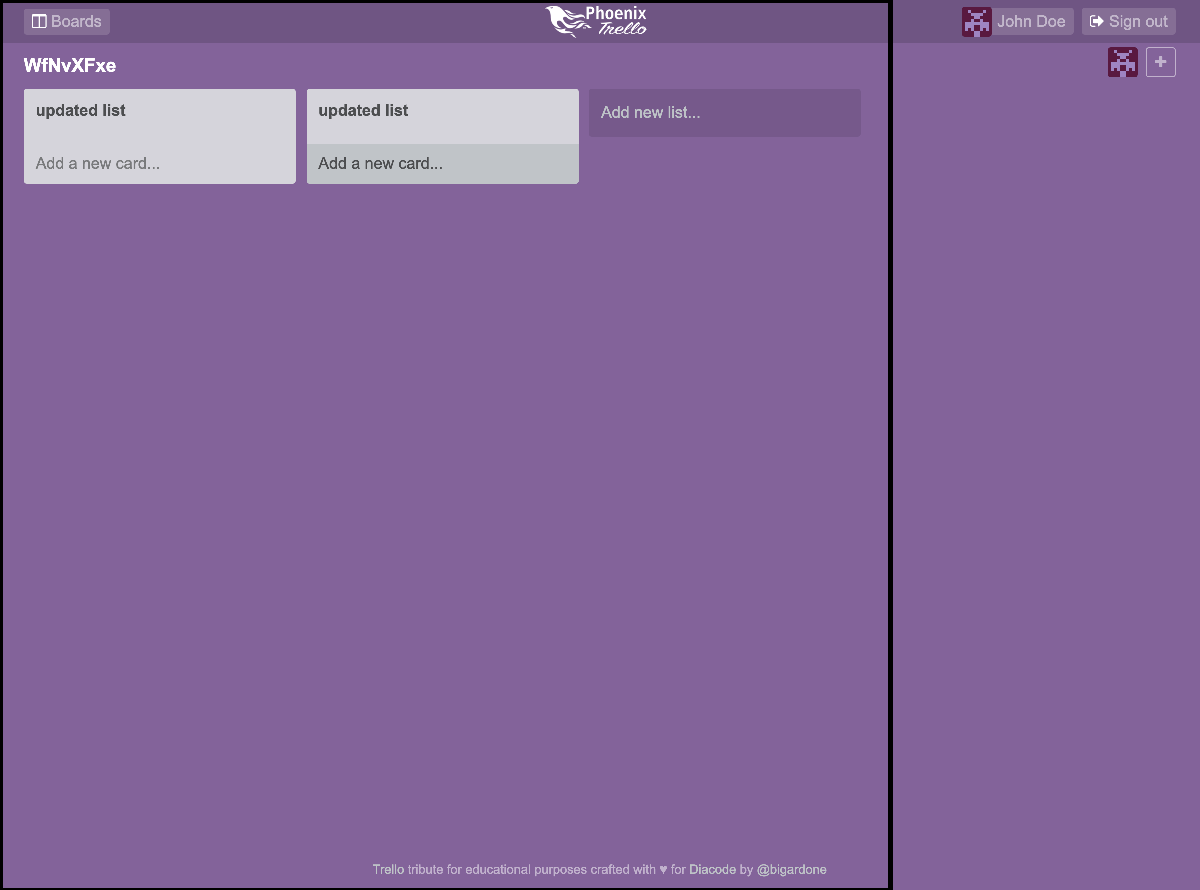 Boards
Phoenix
Trello
John Doe
Sign out
WfNvXFxe
+
updated list
updated list
Add new list...
Add a new card...
Add a new card...
Trello tribute for educational purposes crafted with ♥ for Diacode by @bigardone